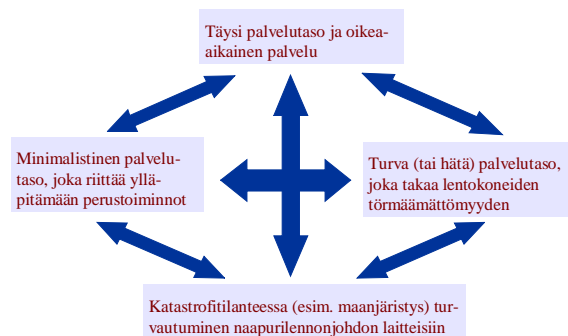 Täysi palvelutaso ja oikea-
aikainen palvelu
Minimalistinen palvelu-
taso, joka riittää yllä-
pitämään perustoiminnot
Turva (tai hätä) palvelutaso,
joka takaa lentokoneiden
törmäämättömyyden
Katastrofitilanteessa (esim. maanjäristys) tur-
vautuminen naapurilennonjohdon laitteisiin